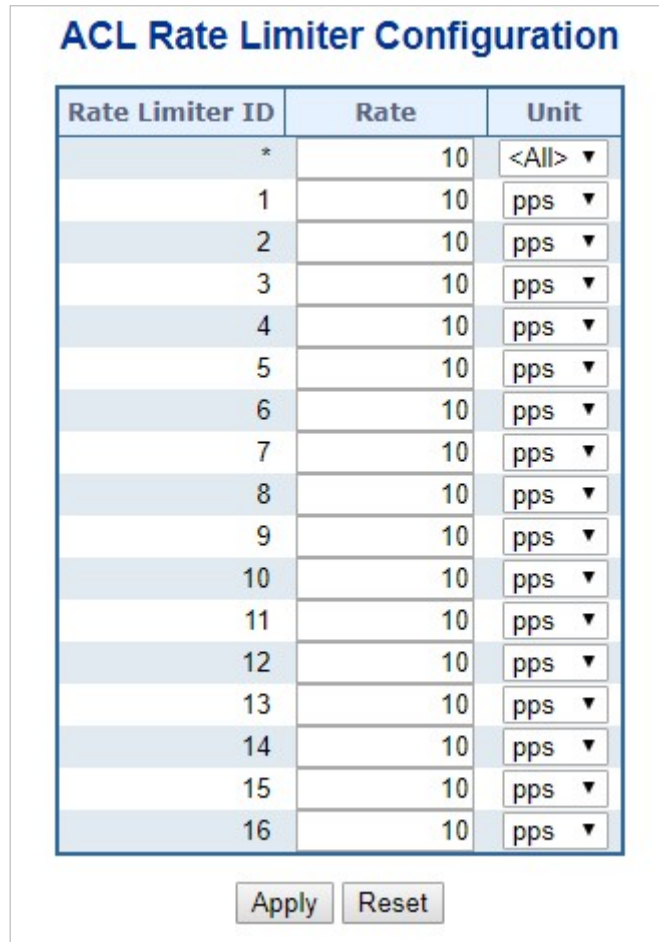 ACL Rate Limiter Configuration
Rate Limiter ID Rate Unit
* 10 <All>
1 10 pps
2 10 pps
3 10 pps
4 10 pps
5 10 pps
6 10 pps
7 10 pps
8 10 pps
9 10 pps
10 10 pps
11 10 pps
12 10 pps
13 10 pps
14 10 pps
15 10 pps
16 10 pps
Apply Reset